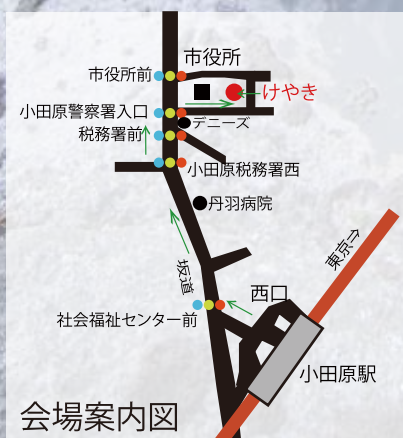 市役所
市役所前
けやき
小田原警察署入口
デニーズ
税務署前
小田原税務署西
丹羽病院
東京⇒
坂道
西口
社会福祉センター前
小田原駅
会場案内図